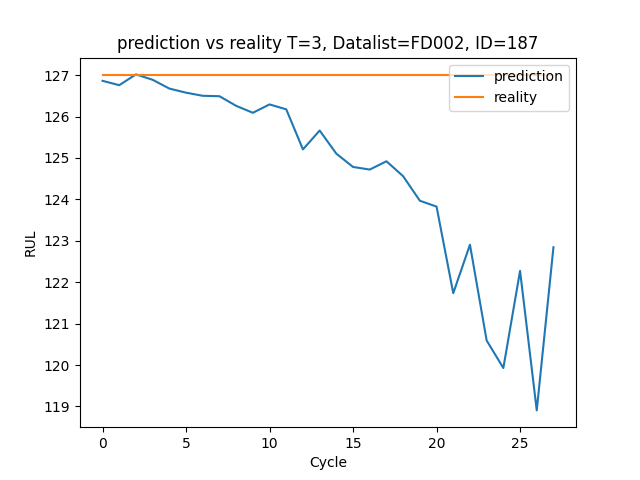 prediction vs reality T=3, Datalist=FD002, ID=187
prediction
reality
127
126
125
124
123
122
121
120
119
RUL
0 5 10 15 20 25
Cycle